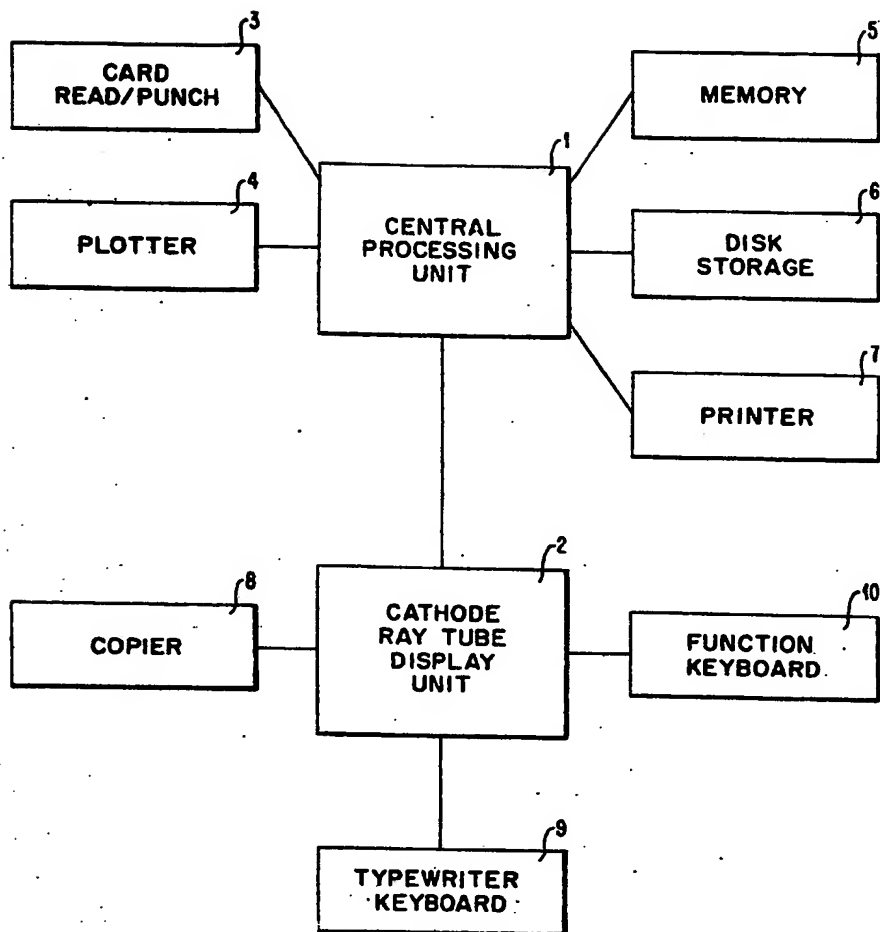 3
CARD
READ/PUNCH
5
MEMORY
1
CENTRAL
PROCESSING
UNIT
4
PLOTTER
6
DISK
STORAGE
7
PRINTER
2
CATHODE
RAY TUBE
DISPLAY
UNIT
8
COPIER
10
FUNCTION
KEYBOARD
9
TYPEWRITER
KEYBOARD